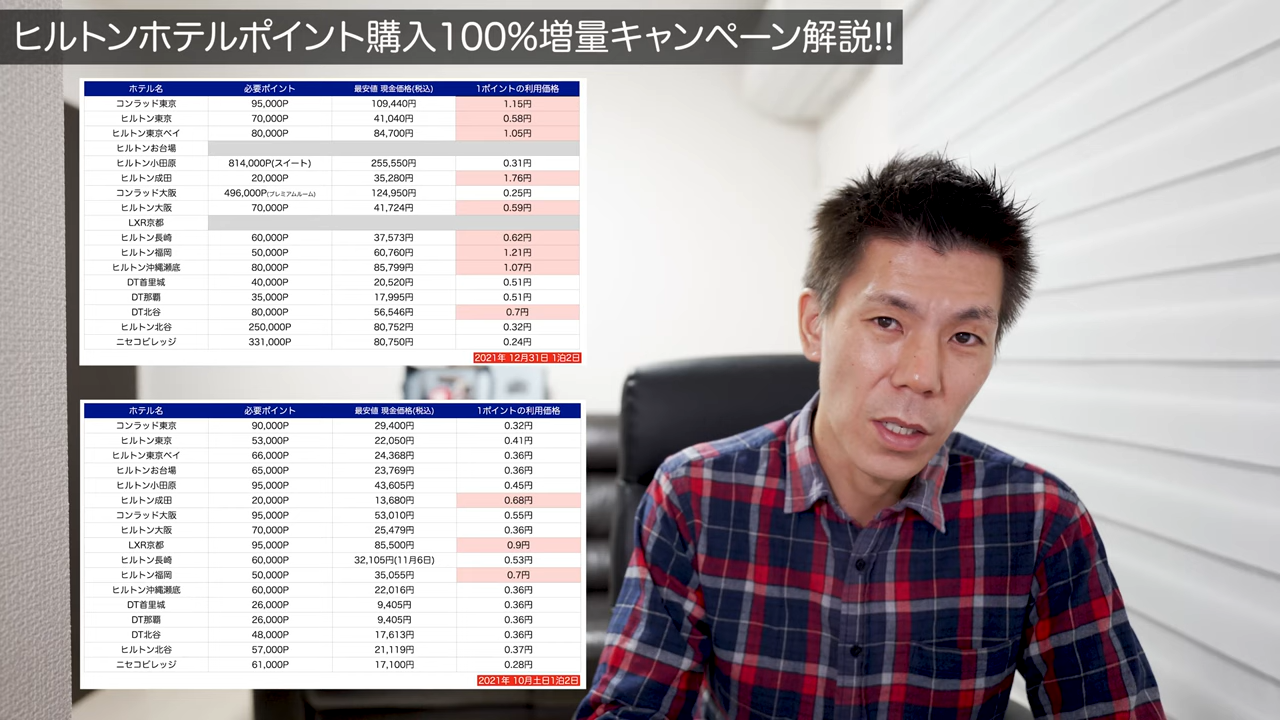 ヒルトンホテルポイント購入100%増量キャンペーン解説!!
ホテル名 必要ポイント 最安値 現金価格(税込) 1ポイントの利用価格
コンラッド東京 95,000P 109,440円 1.15円
ヒルトン東京 70,000P 41,040円 0.58円
ヒルトン東京ベイ 80,000P 84,700円 1.05円
ヒルトンお台場
ヒルトン小田原 814,000P(スイート) 255,550円 0.31円
ヒルトン成田 20,000P 35,280円 1.76円
コンラッド大阪 496,000P(プレミアムルーム) 124,950円 0.25円
ヒルトン大阪 70,000P 41,724円 0.59円
LXR京都
ヒルトン長崎 60,000P 37,573円 0.62円
ヒルトン福岡 50,000P 60,760円 1.21円
ヒルトン沖縄瀬底 80,000P 85,799円 1.07円
DT首里城 40,000P 20,520円 0.51円
DT那覇 35,000P 17,995円 0.51円
DT北谷 80,000P 56,546円 0.7円
ヒルトン北谷 250,000P 80,752円 0.32円
ニセコビレッジ 331,000P 80,750円 0.24円
2021年 12月31日 1泊2日
ホテル名 必要ポイント 最安値 現金価格(税込) 1ポイントの利用価格
コンラッド東京 90,000P 29,400円 0.32円
ヒルトン東京 53,000P 22,050円 0.41円
ヒルトン東京ベイ 66,000P 24,368円 0.36円
ヒルトンお台場 65,000P 23,769円 0.36円
ヒルトン小田原 95,000P 43,605円 0.45円
ヒルトン成田 20,000P 13,680円 0.68円
コンラッド大阪 95,000P 53,010円 0.55円
ヒルトン大阪 70,000P 25,479円 0.36円
LXR京都 95,000P 85,500円 0.9円
ヒルトン長崎 60,000P 32,105円(11月6日) 0.53円
ヒルトン福岡 50,000P 35,055円 0.7円
ヒルトン沖縄瀬底 60,000P 22,016円 0.36円
DT首里城 26,000P 9,405円 0.36円
DT那覇 26,000P 9,405円 0.36円
DT北谷 48,000P 17,613円 0.36円
ヒルトン北谷 57,000P 21,119円 0.37円
ニセコビレッジ 61,000P 17,100円 0.28円
2021年 10月土日1泊2日